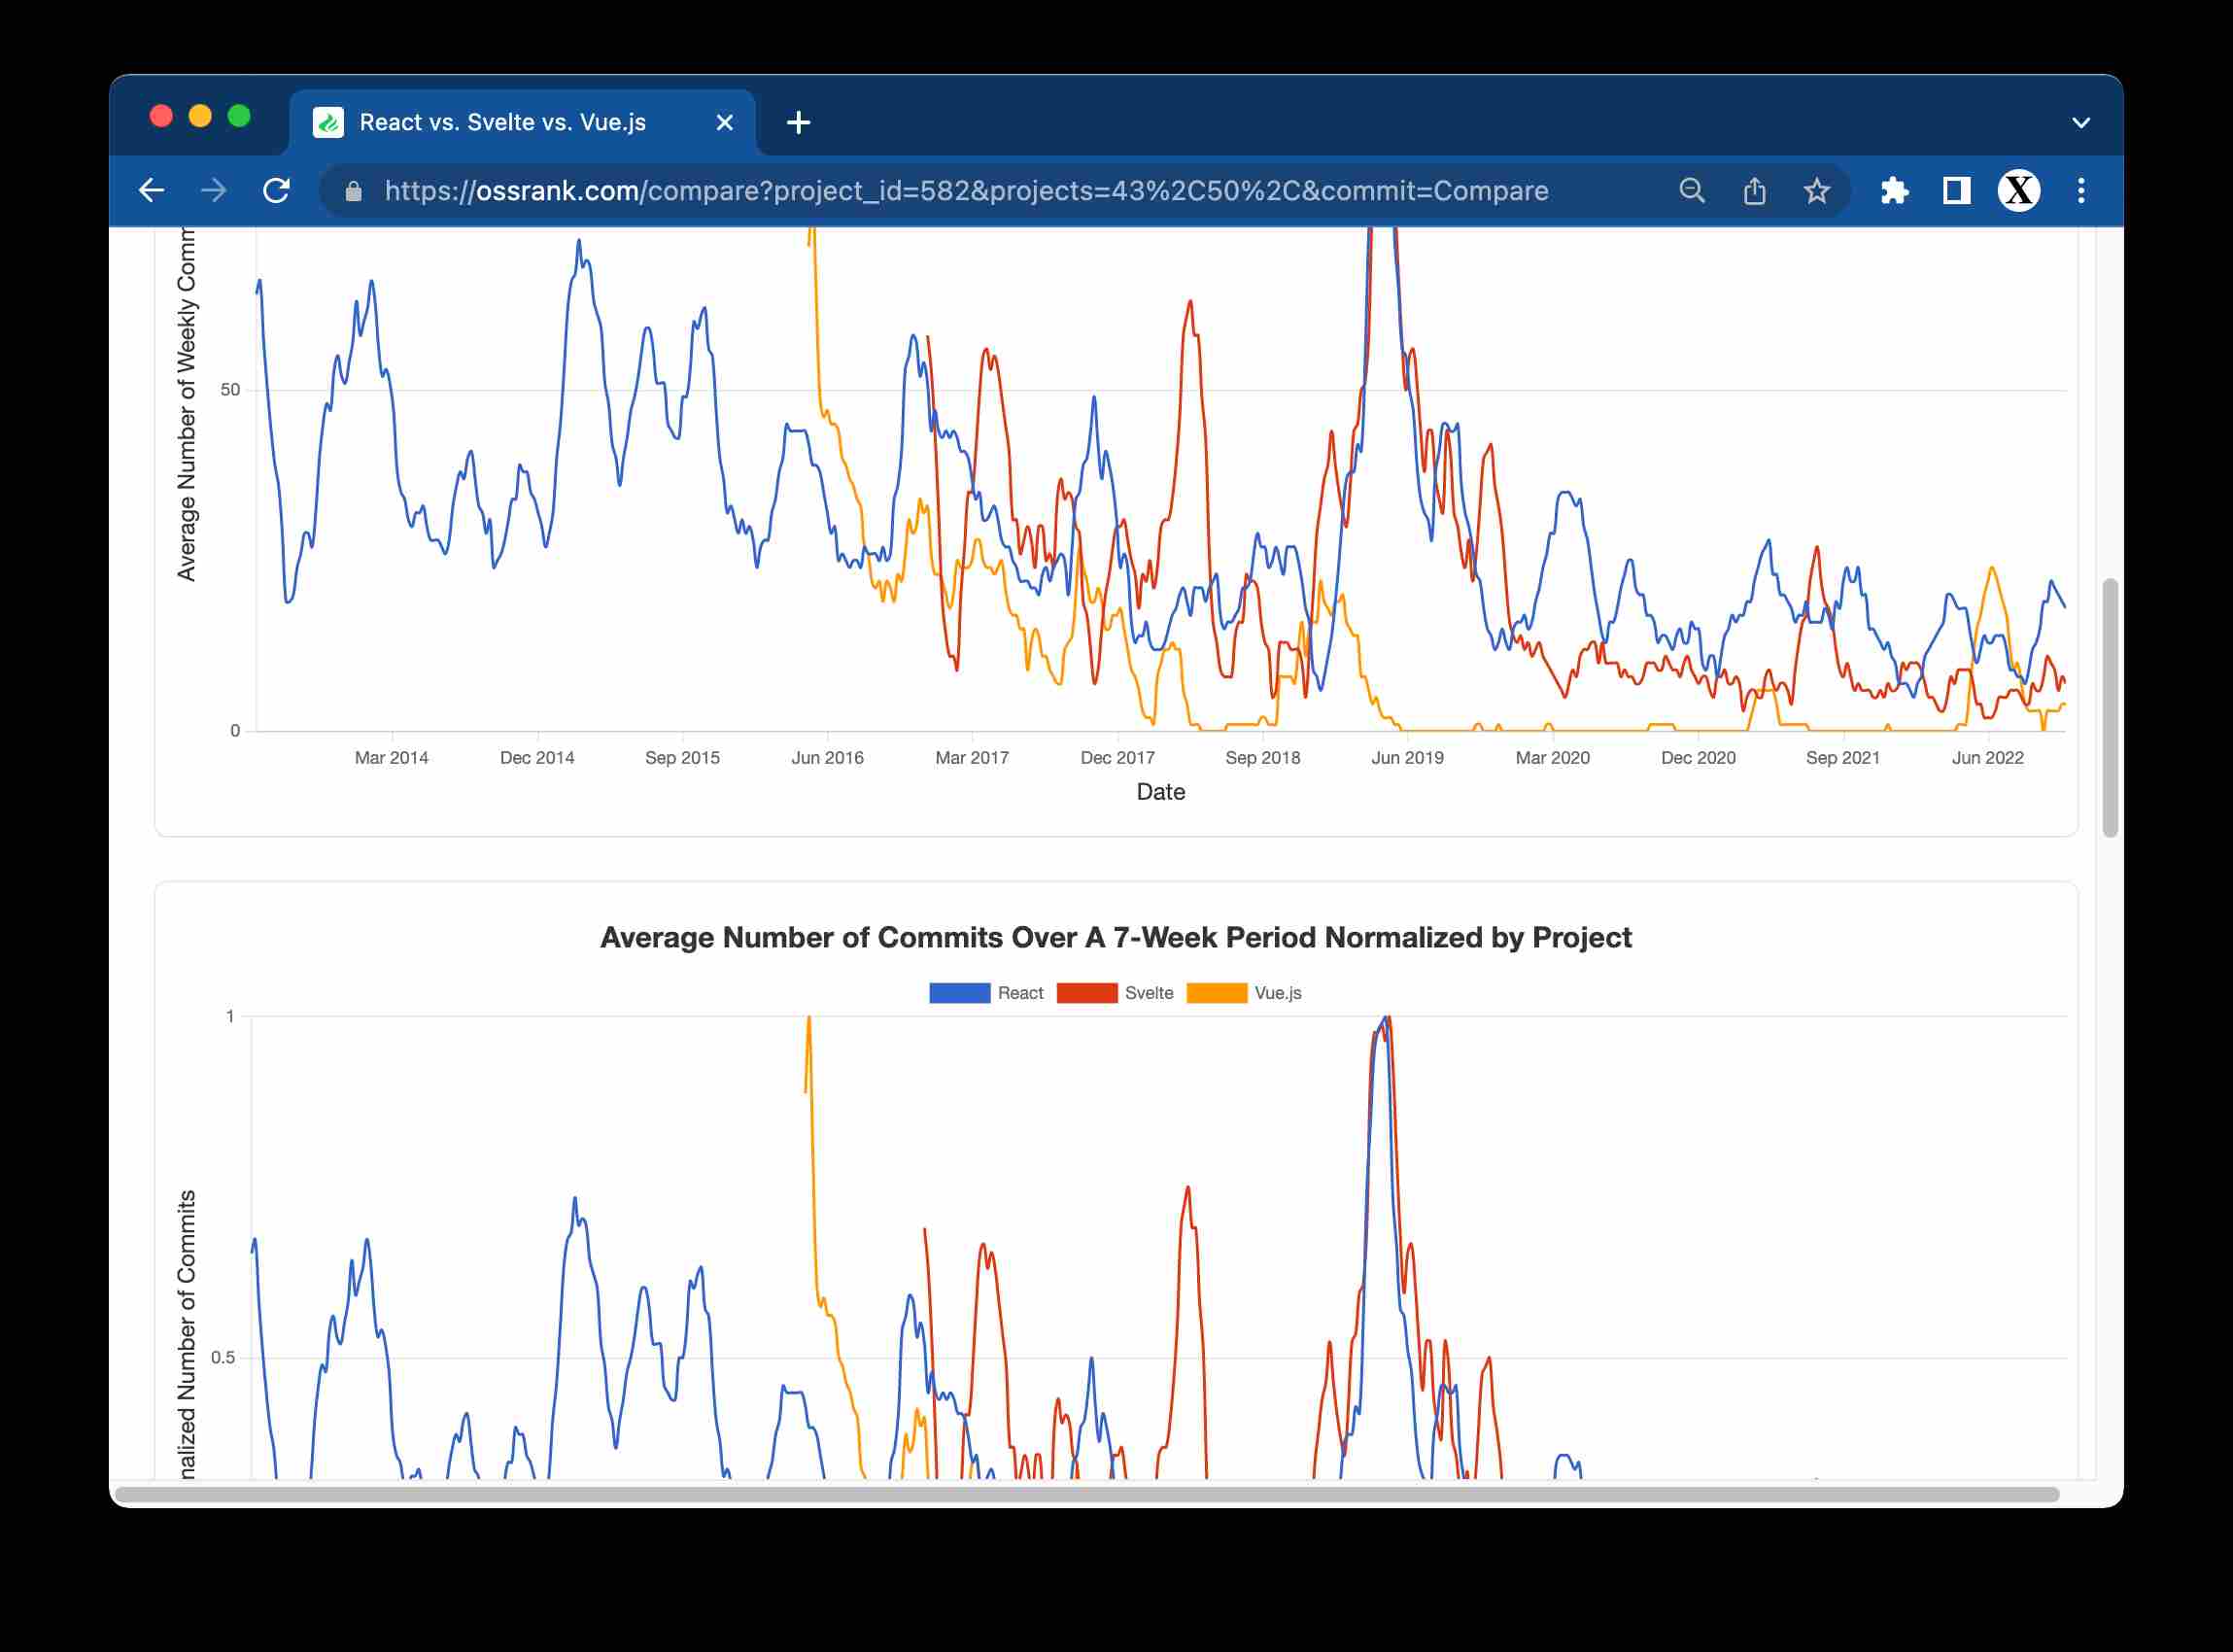 React vs. Svelte vs. Vue.js
https://ossrank.com/compare?project_id=582&projects=43%2C50%2C&commit=Compare
X
Average Number of Weekly Comm
50
0
Mar 2014
Dec 2014
Sep 2015
Jun 2016
Mar 2017
Dec 2017
Sep 2018
Jun 2019
Mar 2020
Dec 2020
Sep 2021
Jun 2022
Date
Average Number of Commits Over A 7-Week Period Normalized by Project
React
Svelte
Vue.js
1
0.5
nalized Number of Commits